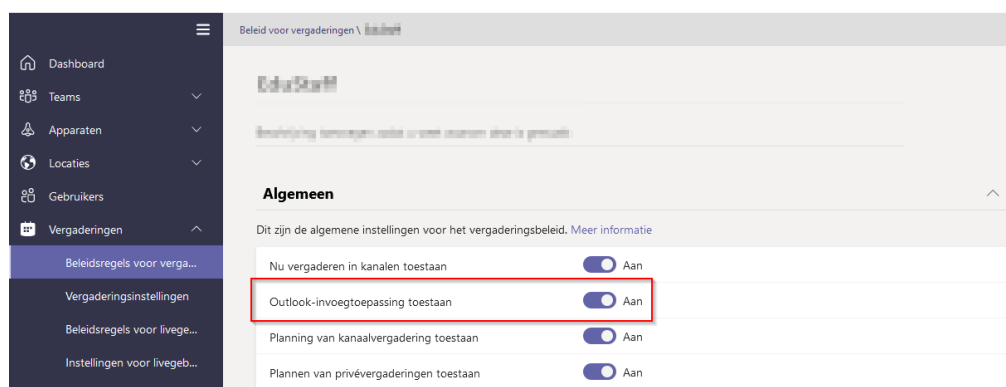 Beleid voor vergaderingen \
Dashboard
Teams
Apparaten
Locaties
Gebruikers
Vergaderingen
Beleidsregels voor verga...
Vergaderingsinstellingen
Beleidsregels voor livege...
Instellingen voor livegeb...
EduStaff
Algemeen
Dit zijn de algemene instellingen voor het vergaderingsbeleid. Meer informatie
Nu vergaderen in kanalen toestaan Aan
Outlook-invoegtoepassing toestaan Aan
Planning van kanaalvergadering toestaan Aan
Plannen van privévergaderingen toestaan Aan